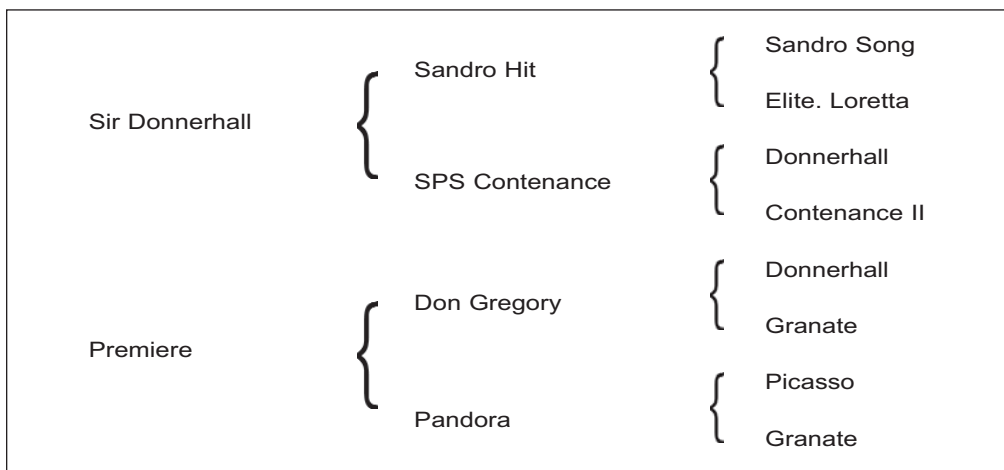 Sandro Song
Sandro Hit
Elite. Loretta
Sir Donnerhall
Donnerhall
SPS Contenance
Contenance II
Donnerhall
Don Gregory
Granate
Premiere
Picasso
Pandora
Granate